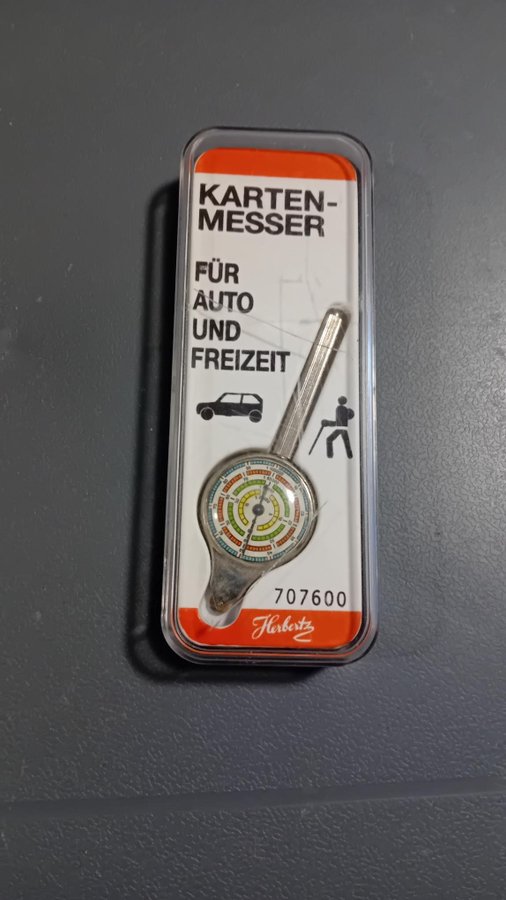 KARTEN-
MESSER
FÜR
AUTO
UND
FREIZEIT
707600
Herbertz